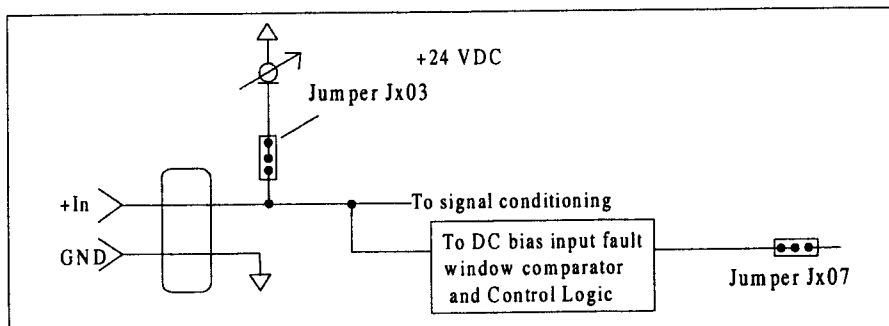 +24 VDC
Jumper Jx03
+In
To signal conditioning
GND
To DC bias input fault
window comparator
and Control Logic
Jumper Jx07